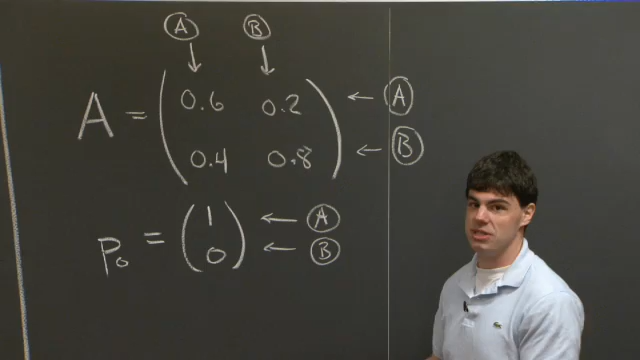 A B
A = ( 0.6 0.2 ) ← A
0.4 0.8 ← B
p₀ = ( 1 ) ← A
0 ← B